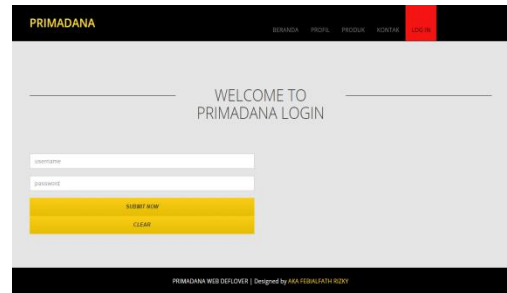 PRIMADANA
BERANDA PROFIL PRODUK KONTAK LOG IN
WELCOME TO
PRIMADANA LOGIN
username
password
SUBMIT NOW
CLEAR
PRIMADANA WEB DEFLOVER | Designed by AKA FEBIALFATH RIZKY